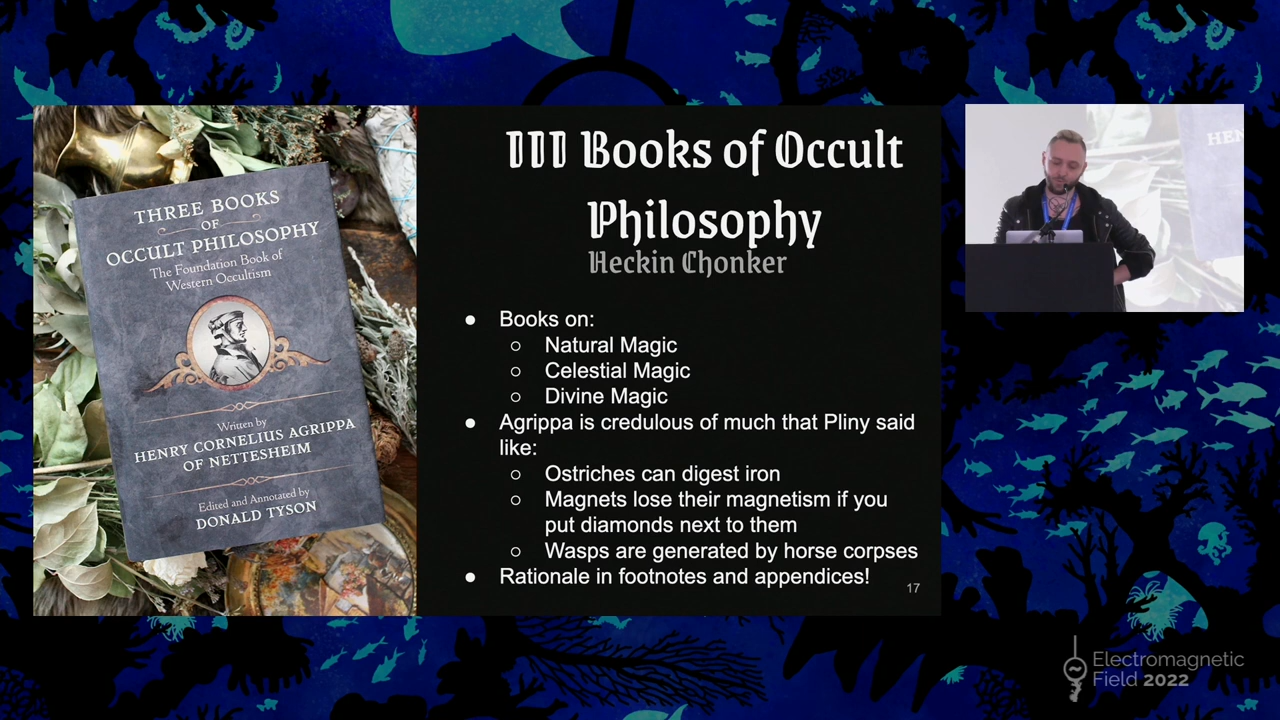 THREE BOOKS
OF
OCCULT PHILOSOPHY
The Foundation Book of
Western Occultism
Written by
HENRY CORNELIUS AGRIPPA
OF NETTESHEIM
Edited and Annotated by
DONALD TYSON
III Books of Occult
Philosophy
Heckin Chonker
● Books on:
○ Natural Magic
○ Celestial Magic
○ Divine Magic
● Agrippa is credulous of much that Pliny said
like:
○ Ostriches can digest iron
○ Magnets lose their magnetism if you
put diamonds next to them
○ Wasps are generated by horse corpses
● Rationale in footnotes and appendices!
17
HEN
Electromagnetic
Field 2022